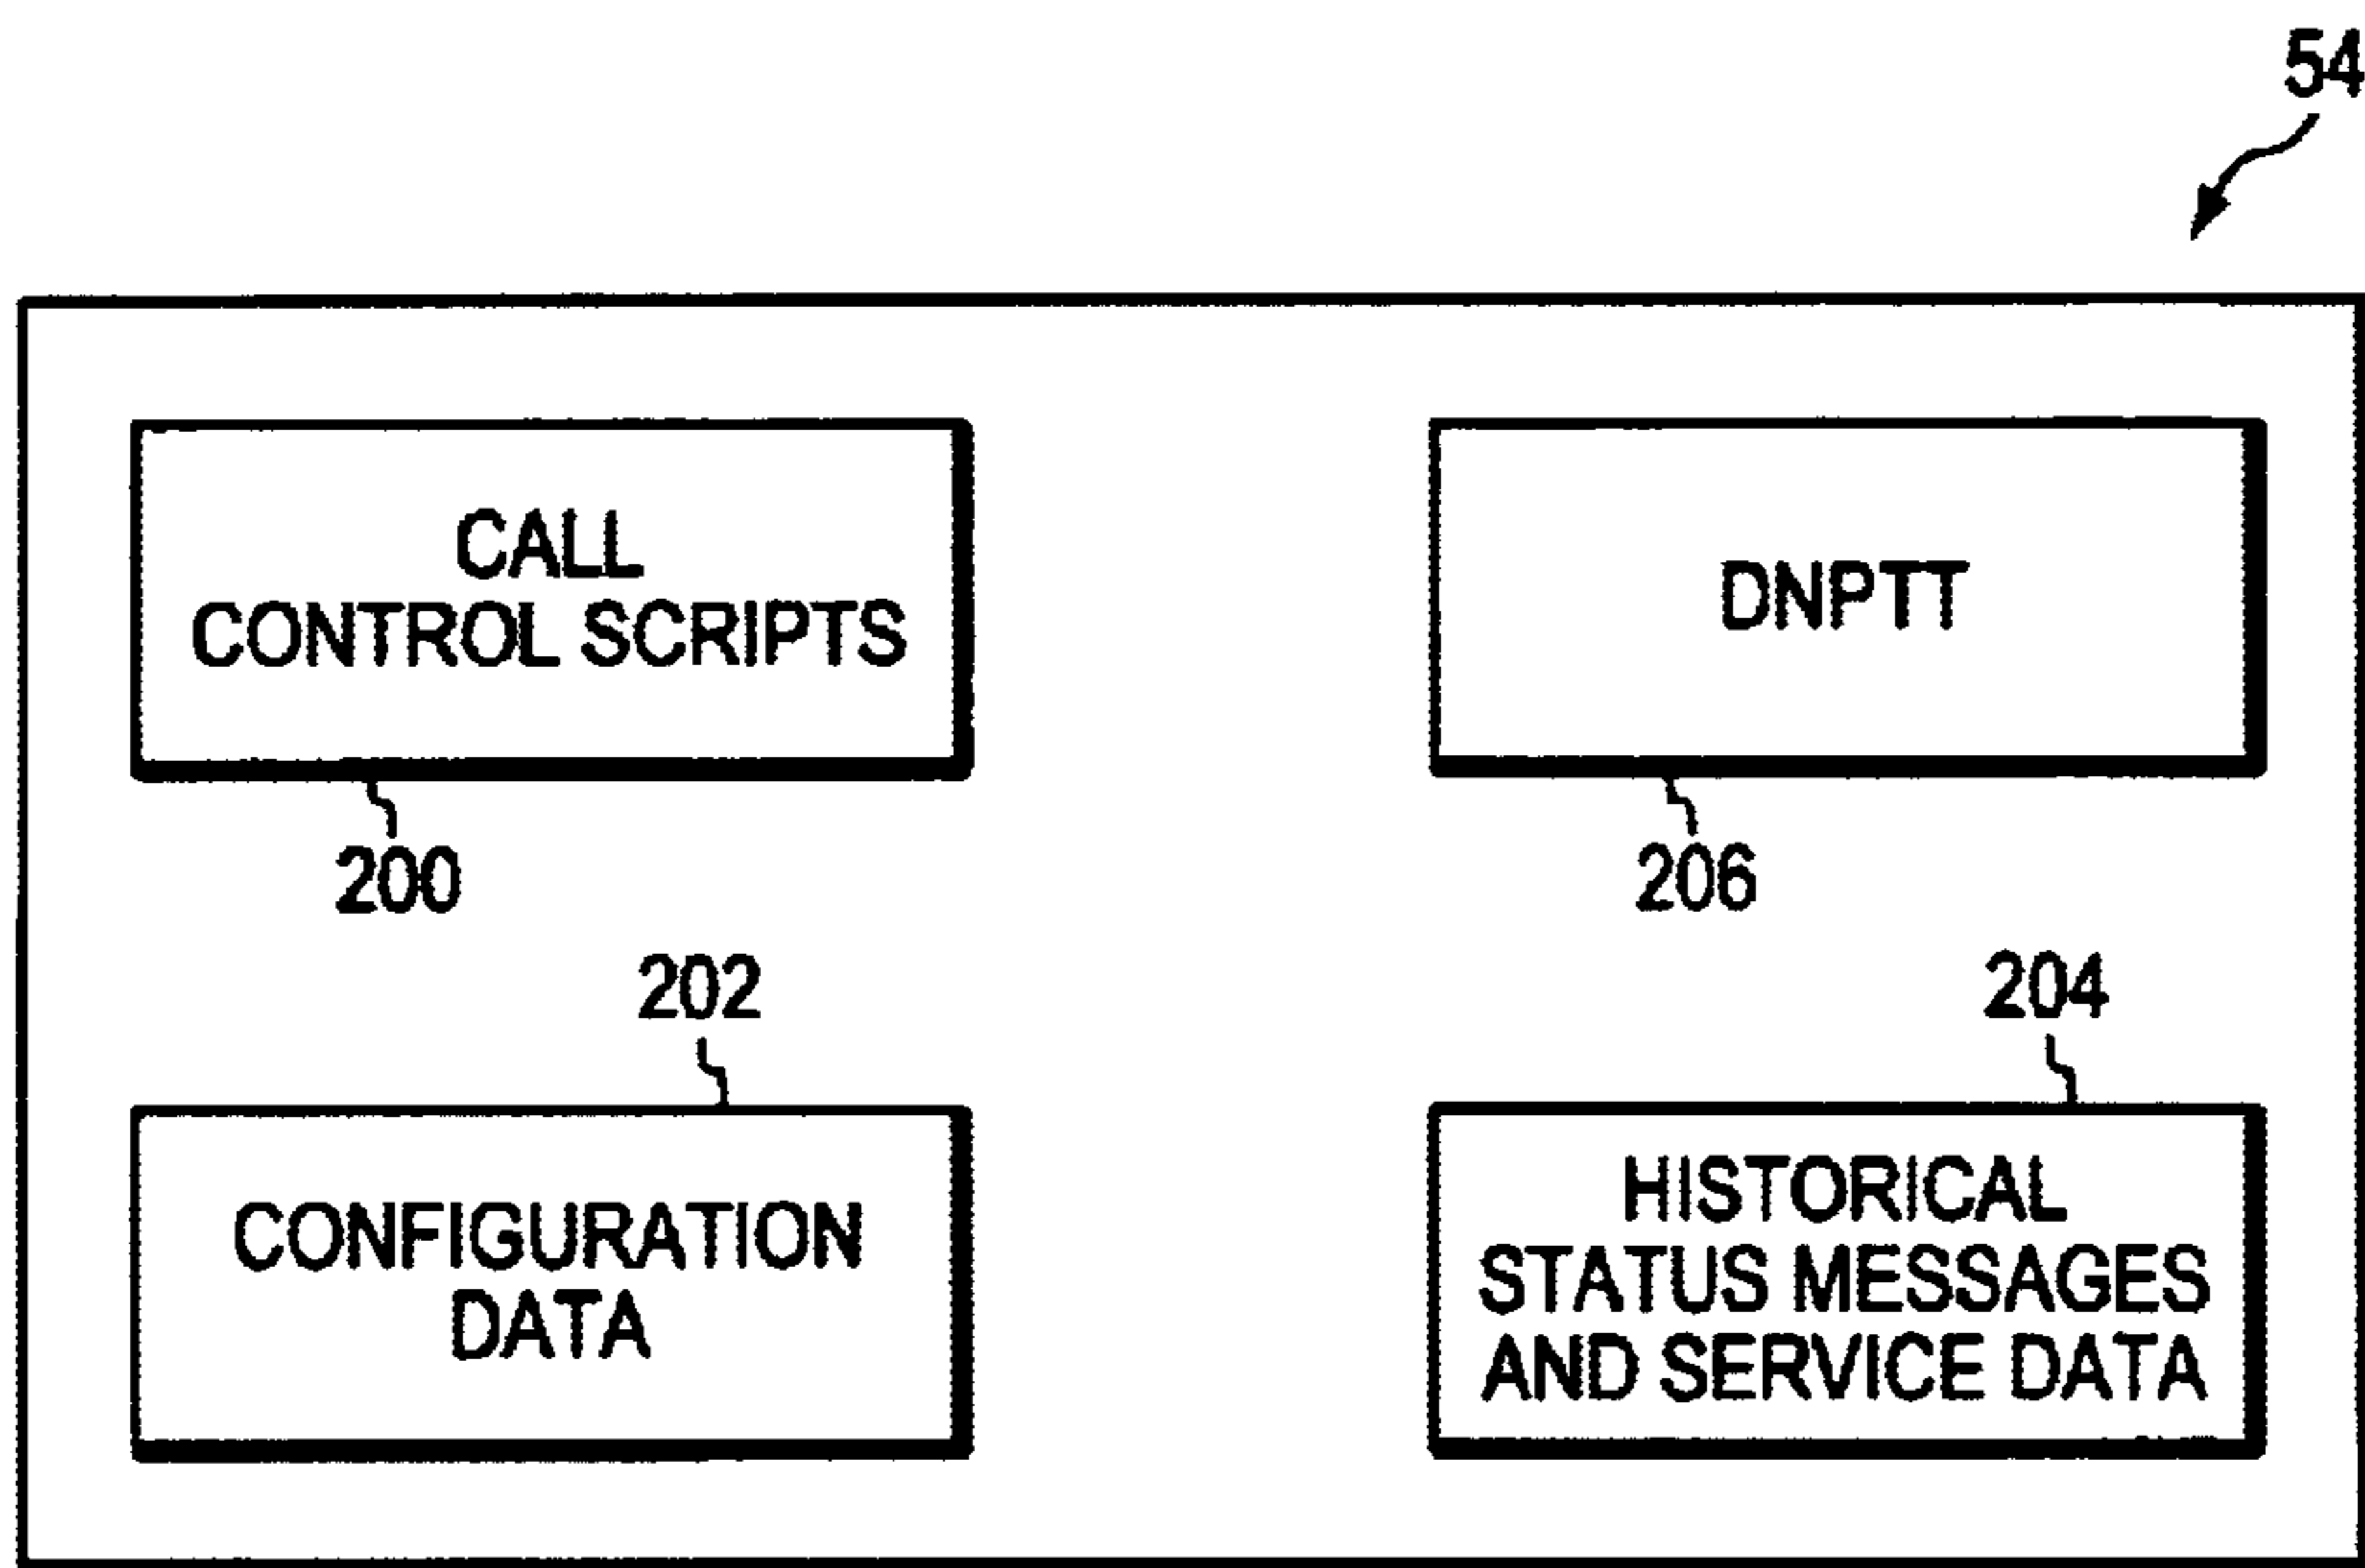 54
CALL
CONTROL SCRIPTS
200
DNPTT
206
202
CONFIGURATION
DATA
204
HISTORICAL
STATUS MESSAGES
AND SERVICE DATA